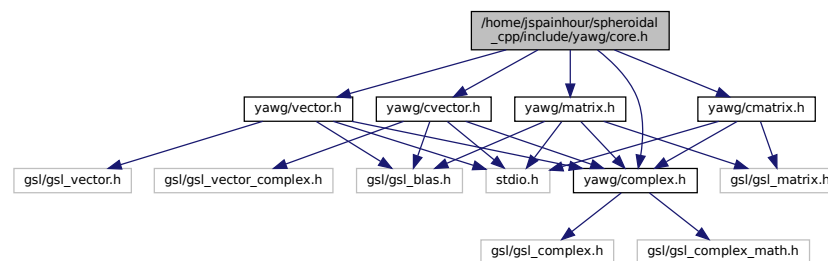 /home/jspainhour/spheroidal
_cpp/include/yawg/core.h
yawg/vector.h
yawg/cvector.h
yawg/matrix.h
yawg/cmatrix.h
gsl/gsl_vector.h
gsl/gsl_vector_complex.h
gsl/gsl_blas.h
stdio.h
yawg/complex.h
gsl/gsl_matrix.h
gsl/gsl_complex.h
gsl/gsl_complex_math.h